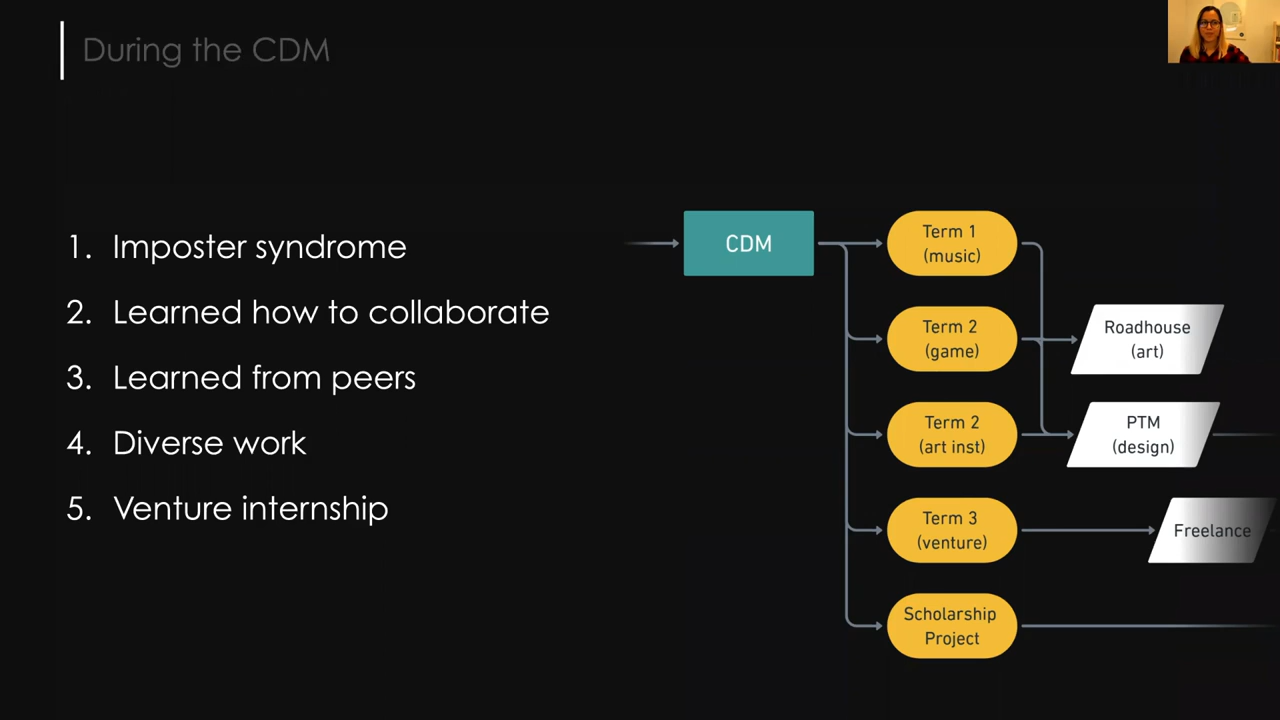 During the CDM
1. Imposter syndrome
2. Learned how to collaborate
3. Learned from peers
4. Diverse work
5. Venture internship
CDM
Term 1
(music)
Term 2
(game)
Roadhouse
(art)
Term 2
(art inst)
PTM
(design)
Term 3
(venture)
Freelance
Scholarship
Project